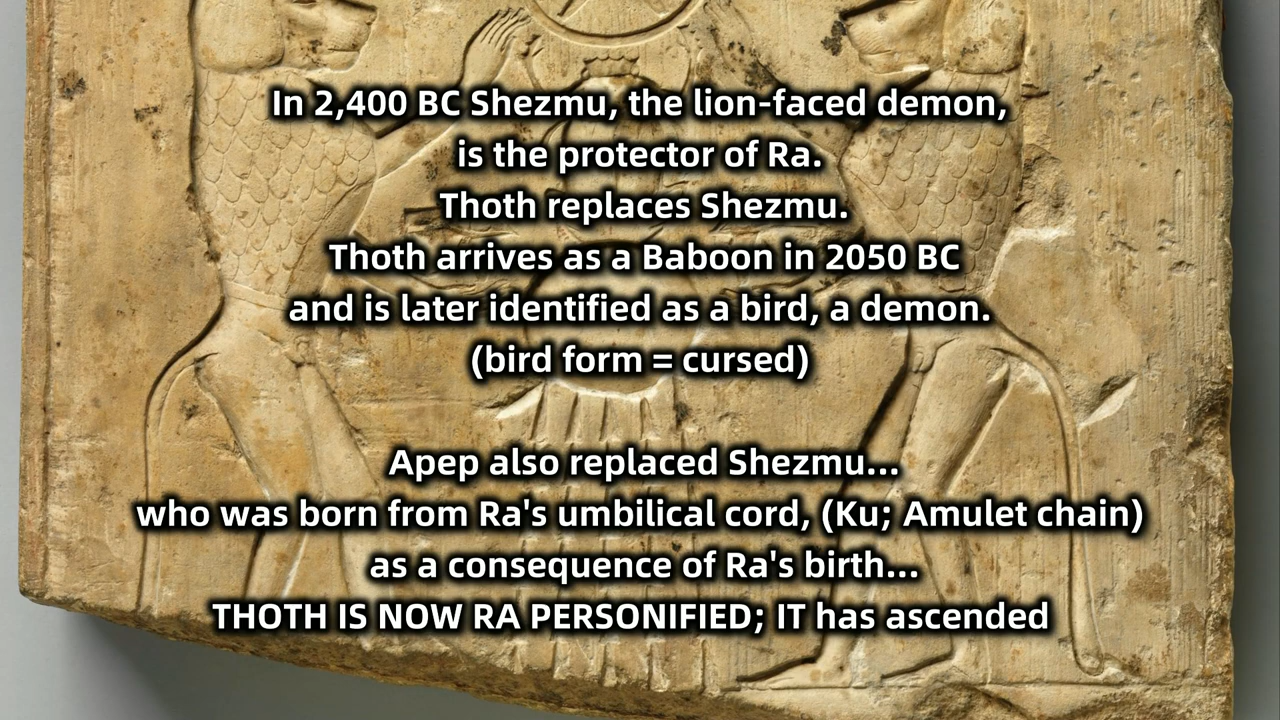 In 2,400 BC Shezmu, the lion-faced demon,
is the protector of Ra.
Thoth replaces Shezmu.
Thoth arrives as a Baboon in 2050 BC
and is later identified as a bird, a demon.
(bird form = cursed)
Apep also replaced Shezmu...
who was born from Ra's umbilical cord, (Ku; Amulet chain)
as a consequence of Ra's birth...
THOTH IS NOW RA PERSONIFIED; IT has ascended